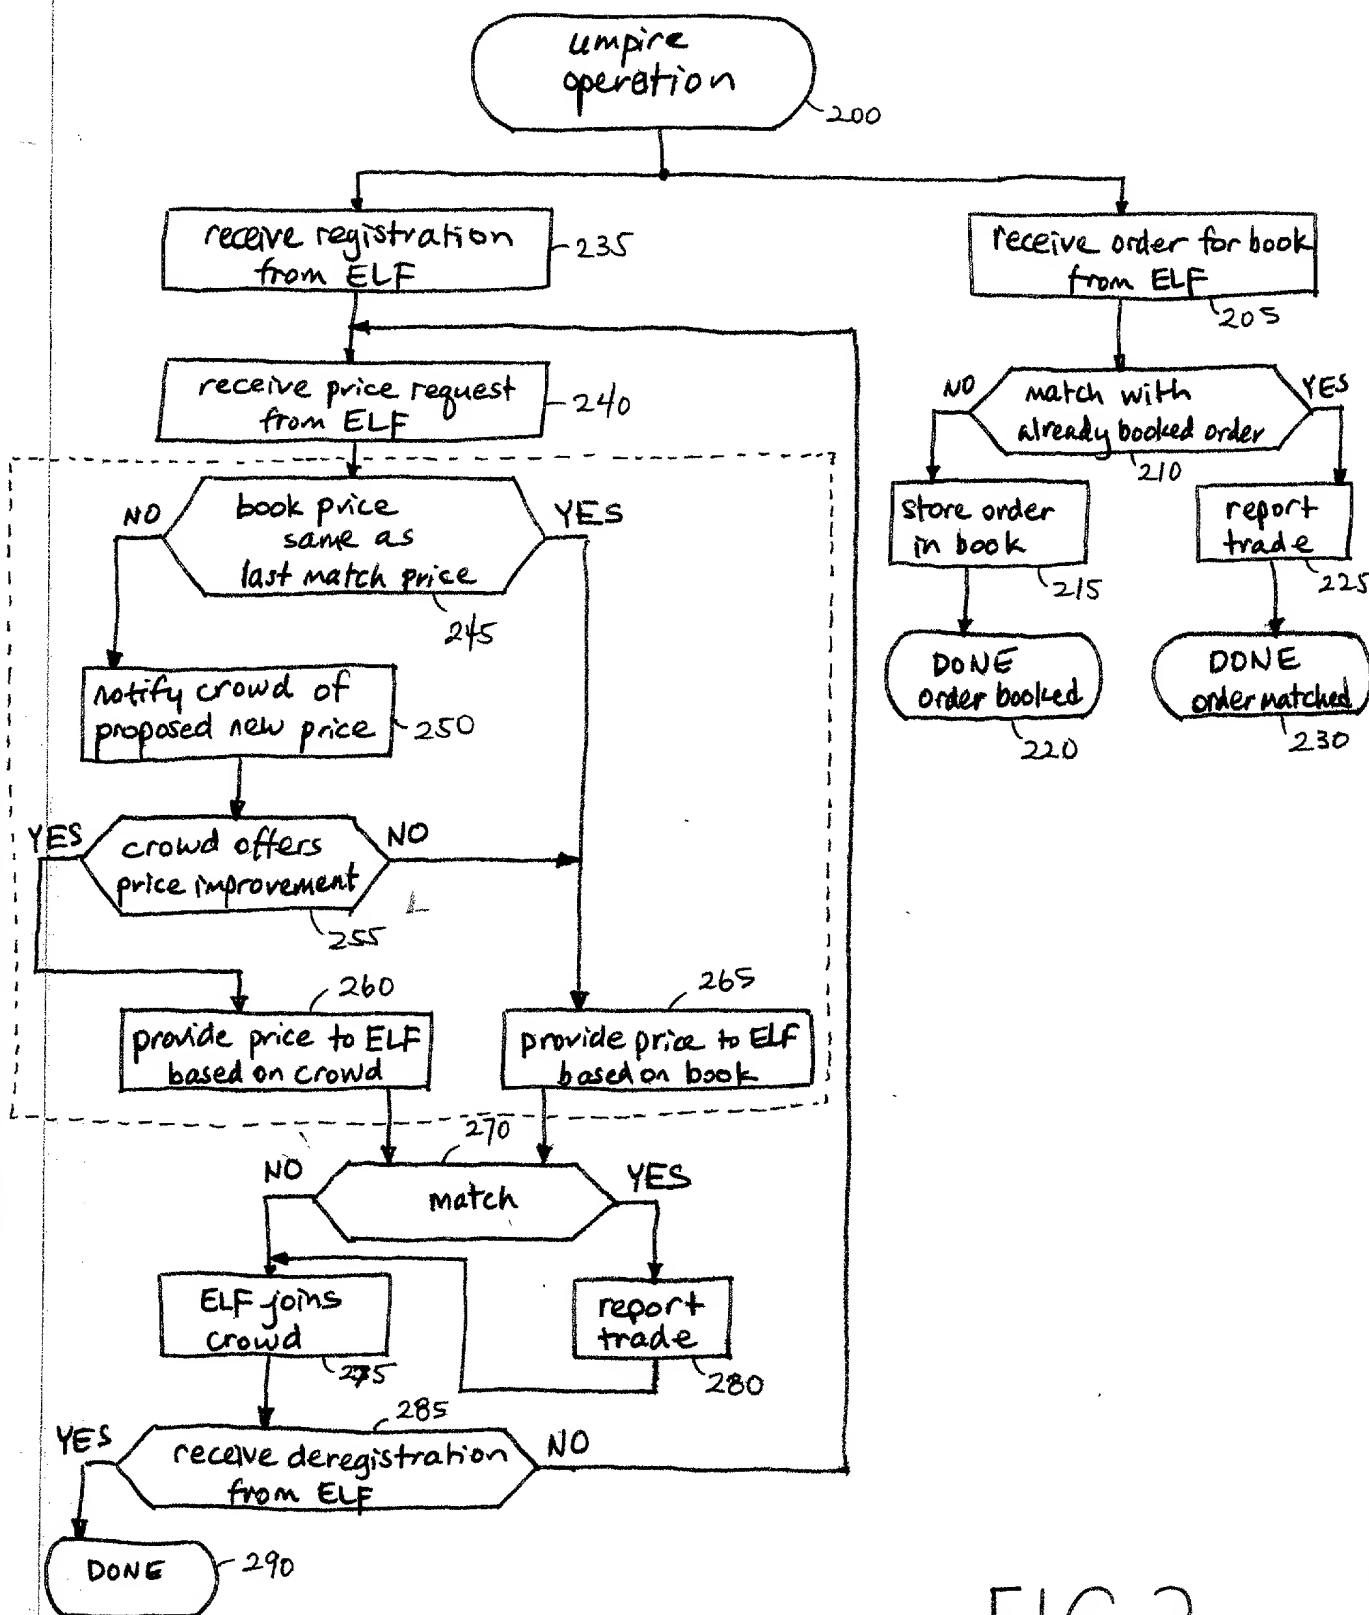 umpire
operation
200
receive registration
from ELF
235
receive order for book
from ELF
205
receive price request
from ELF
240
NO
match with
already booked order
YES
210
NO
book price
same as
last match price
YES
245
store order
in book
215
report
trade
225
notify crowd of
proposed new price
250
DONE
order booked
220
DONE
order matched
230
YES
crowd offers
price improvement
NO
255
260
provide price to ELF
based on crowd
265
provide price to ELF
based on book
270
NO
match
YES
ELF joins
crowd
275
report
trade
280
285
YES
receive deregistration
from ELF
NO
DONE
290